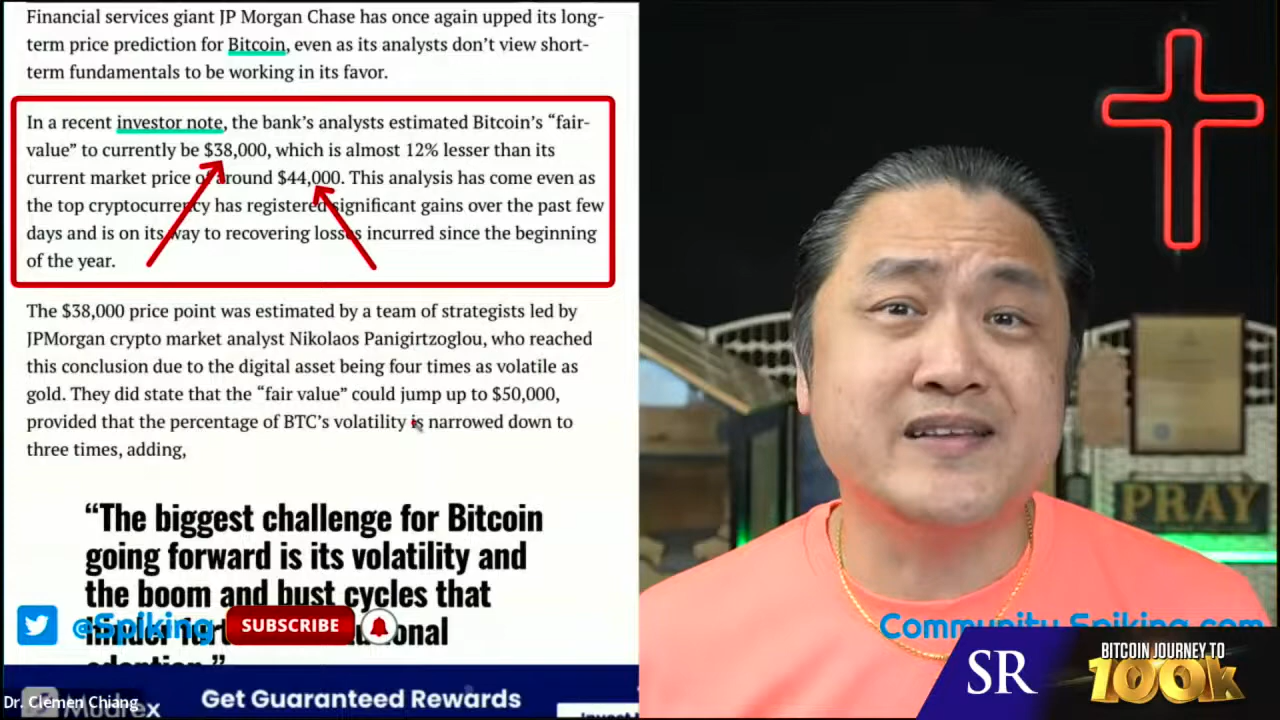 Financial services giant JP Morgan Chase has once again upped its long-
term price prediction for Bitcoin, even as its analysts don’t view short-
term fundamentals to be working in its favor.
In a recent investor note, the bank’s analysts estimated Bitcoin’s “fair-
value” to currently be $38,000, which is almost 12% lesser than its
current market price of around $44,000. This analysis has come even as
the top cryptocurrency has registered significant gains over the past few
days and is on its way to recovering losses incurred since the beginning
of the year.
The $38,000 price point was estimated by a team of strategists led by
JPMorgan crypto market analyst Nikolaos Panigirtzoglou, who reached
this conclusion due to the digital asset being four times as volatile as
gold. They did state that the “fair value” could jump up to $50,000,
provided that the percentage of BTC’s volatility is narrowed down to
three times, adding,
“The biggest challenge for Bitcoin
going forward is its volatility and
the boom and bust cycles that
hinder
adoption.”
@Spiking
SUBSCRIBE
Get Guaranteed Rewards
Mudrex
Dr. Clemen Chiang
PRAY
Community.Spiking.com
SR
BITCOIN JOURNEY TO
100k